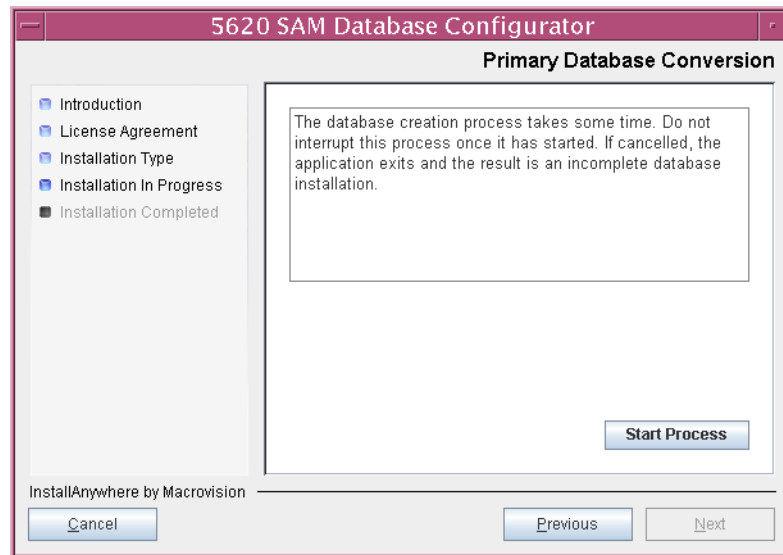 5620 SAM Database Configurator
Primary Database Conversion
Introduction
License Agreement
Installation Type
Installation In Progress
Installation Completed
The database creation process takes some time. Do not
interrupt this process once it has started. If cancelled, the
application exits and the result is an incomplete database
installation.
Start Process
InstallAnywhere by Macrovision
Cancel
Previous
Next